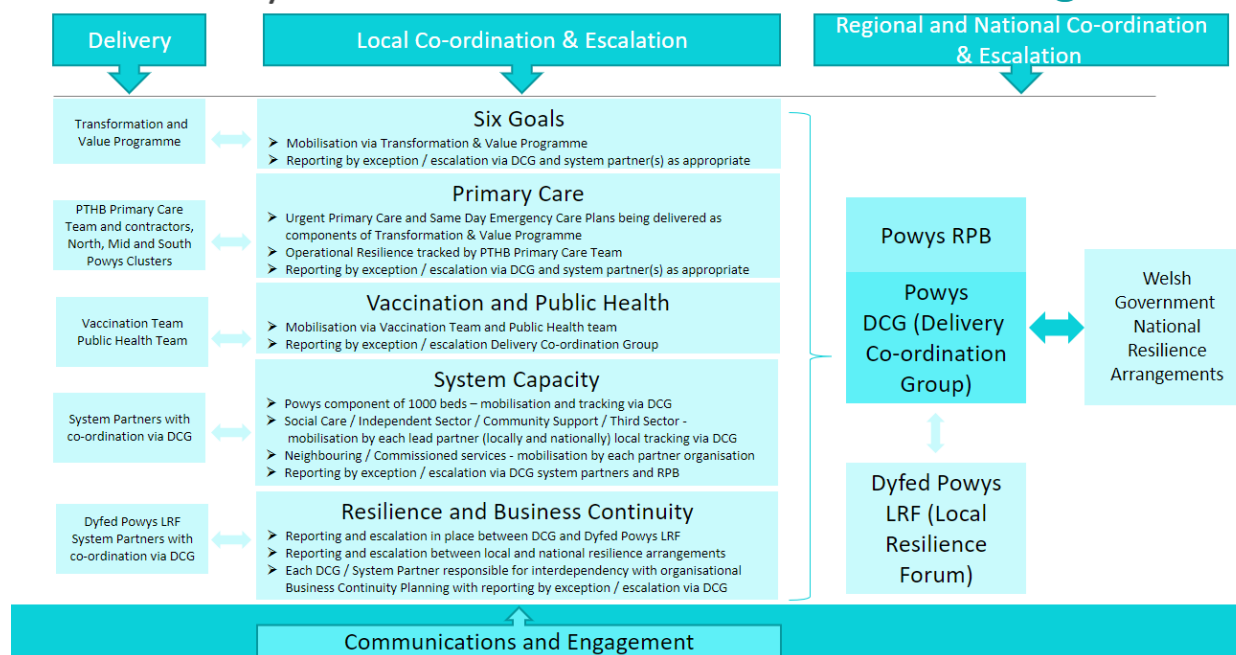 Delivery
Local Co-ordination & Escalation
Regional and National Co-ordination
& Escalation
Transformation and
Value Programme
Six Goals
➤ Mobilisation via Transformation & Value Programme
➤ Reporting by exception / escalation via DCG and system partner(s) as appropriate
PTHB Primary Care
Team and contractors,
North, Mid and South
Powys Clusters
Primary Care
➤ Urgent Primary Care and Same Day Emergency Care Plans being delivered as
components of Transformation & Value Programme
➤ Operational Resilience tracked by PTHB Primary Care Team
➤ Reporting by exception / escalation via DCG and system partner(s) as appropriate
Vaccination Team
Public Health Team
Vaccination and Public Health
➤ Mobilisation via Vaccination Team and Public Health team
➤ Reporting by exception / escalation Delivery Co-ordination Group
System Partners with
co-ordination via DCG
System Capacity
➤ Powys component of 1000 beds – mobilisation and tracking via DCG
➤ Social Care / Independent Sector / Community Support / Third Sector -
mobilisation by each lead partner (locally and nationally) local tracking via DCG
➤ Neighbouring / Commissioned services - mobilisation by each partner organisation
➤ Reporting by exception / escalation via DCG system partners and RPB
Dyfed Powys LRF
System Partners with
co-ordination via DCG
Resilience and Business Continuity
➤ Reporting and escalation in place between DCG and Dyfed Powys LRF
➤ Reporting and escalation between local and national resilience arrangements
➤ Each DCG / System Partner responsible for interdependency with organisational
Business Continuity Planning with reporting by exception / escalation via DCG
Powys RPB
Powys
DCG (Delivery
Co-ordination
Group)
Welsh
Government
National
Resilience
Arrangements
Dyfed Powys
LRF (Local
Resilience
Forum)
Communications and Engagement